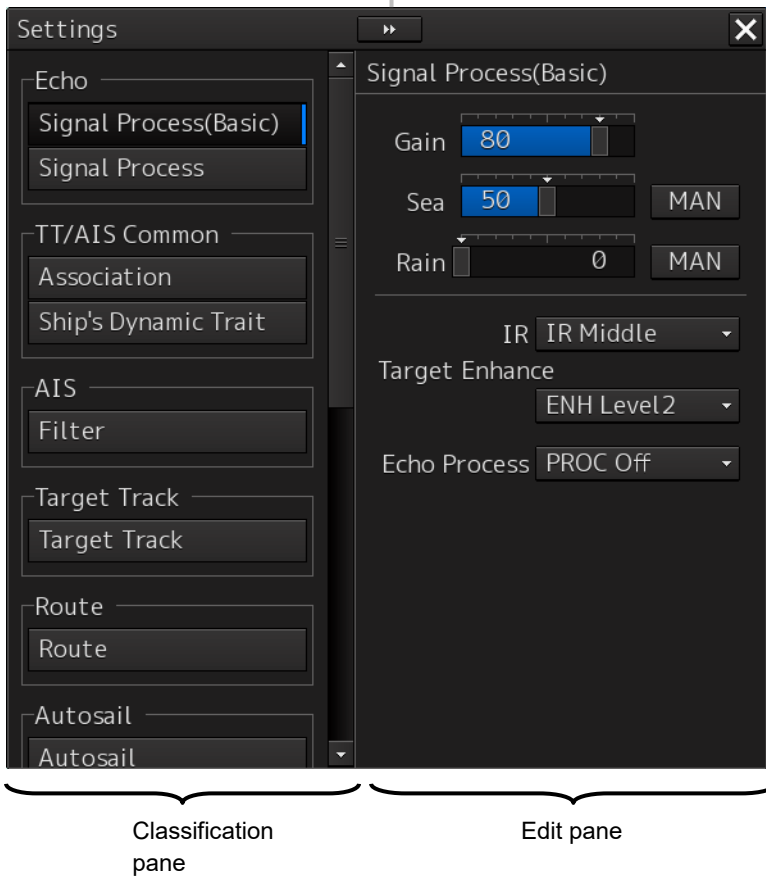 Settings
Echo
Signal Process(Basic)
Signal Process
TT/AIS Common
Association
Ship's Dynamic Trait
AIS
Filter
Target Track
Target Track
Route
Route
Autosail
Autosail
Signal Process(Basic)
Gain 80
Sea 50 MAN
Rain 0 MAN
IR IR Middle
Target Enhance
ENH Level2
Echo Process PROC Off
Classification
pane
Edit pane